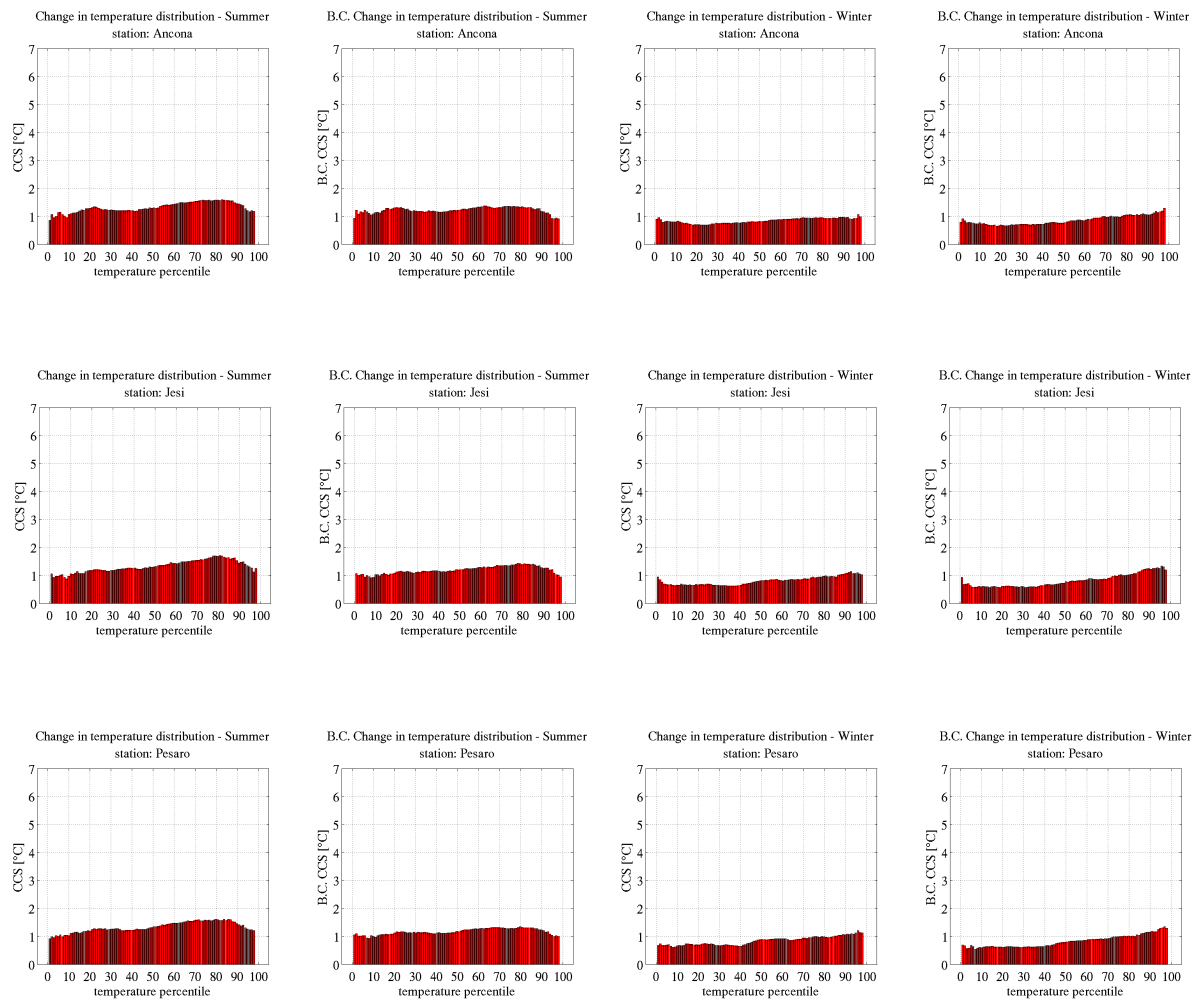 Change in temperature distribution - Summer
station: Ancona
CCS [°C]
7
6
5
4
3
2
1
0
0 10 20 30 40 50 60 70 80 90 100
temperature percentile
B.C. Change in temperature distribution - Summer
station: Ancona
B.C. CCS [°C]
7
6
5
4
3
2
1
0
0 10 20 30 40 50 60 70 80 90 100
temperature percentile
Change in temperature distribution - Winter
station: Ancona
CCS [°C]
7
6
5
4
3
2
1
0
0 10 20 30 40 50 60 70 80 90 100
temperature percentile
B.C. Change in temperature distribution - Winter
station: Ancona
B.C. CCS [°C]
7
6
5
4
3
2
1
0
0 10 20 30 40 50 60 70 80 90 100
temperature percentile
Change in temperature distribution - Summer
station: Jesi
CCS [°C]
7
6
5
4
3
2
1
0
0 10 20 30 40 50 60 70 80 90 100
temperature percentile
B.C. Change in temperature distribution - Summer
station: Jesi
B.C. CCS [°C]
7
6
5
4
3
2
1
0
0 10 20 30 40 50 60 70 80 90 100
temperature percentile
Change in temperature distribution - Winter
station: Jesi
CCS [°C]
7
6
5
4
3
2
1
0
0 10 20 30 40 50 60 70 80 90 100
temperature percentile
B.C. Change in temperature distribution - Winter
station: Jesi
B.C. CCS [°C]
7
6
5
4
3
2
1
0
0 10 20 30 40 50 60 70 80 90 100
temperature percentile
Change in temperature distribution - Summer
station: Pesaro
CCS [°C]
7
6
5
4
3
2
1
0
0 10 20 30 40 50 60 70 80 90 100
temperature percentile
B.C. Change in temperature distribution - Summer
station: Pesaro
B.C. CCS [°C]
7
6
5
4
3
2
1
0
0 10 20 30 40 50 60 70 80 90 100
temperature percentile
Change in temperature distribution - Winter
station: Pesaro
CCS [°C]
7
6
5
4
3
2
1
0
0 10 20 30 40 50 60 70 80 90 100
temperature percentile
B.C. Change in temperature distribution - Winter
station: Pesaro
B.C. CCS [°C]
7
6
5
4
3
2
1
0
0 10 20 30 40 50 60 70 80 90 100
temperature percentile